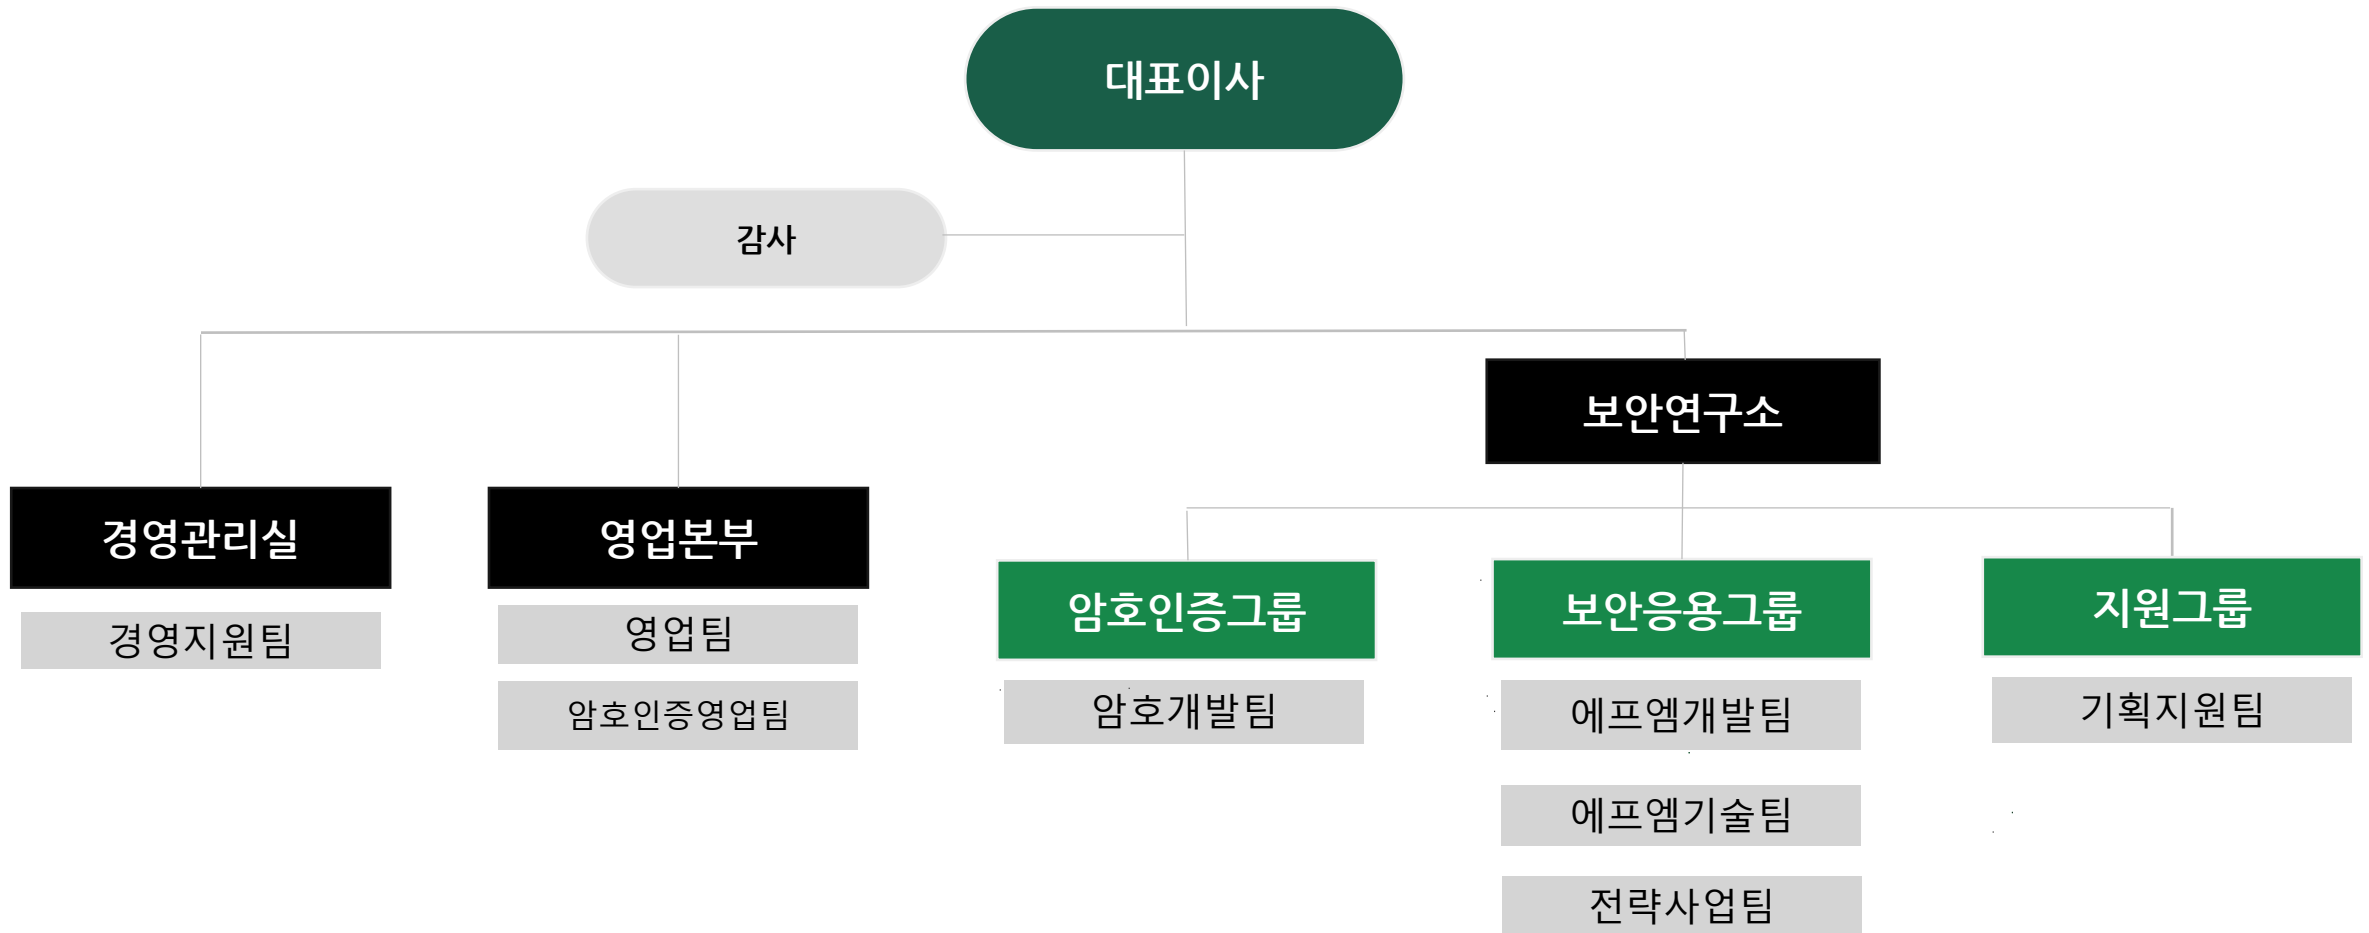 대표이사
감사
보안연구소
경영관리실
영업본부
암호인증그룹
보안응용그룹
지원그룹
경영지원팀
영업팀
암호인증영업팀
암호개발팀
에프엠개발팀
기획지원팀
에프엠기술팀
전략사업팀